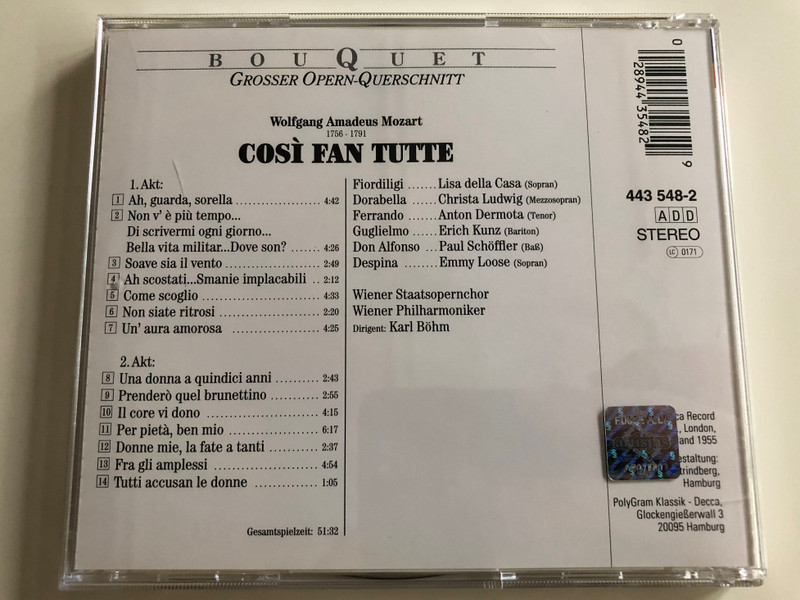 BOUQUET
GROSSER OPERN-QUERSCHNITT
Wolfgang Amadeus Mozart
1756 - 1791
COSÌ FAN TUTTE
1. Akt:
1 Ah, guarda, sorella 4:42
2 Non v' è più tempo...
Di scrivermi ogni giorno...
Bella vita militar...Dove son? 4:26
3 Soave sia il vento 2:49
4 Ah scostati...Smanie implacabili 2:12
5 Come scoglio 4:33
6 Non siate ritrosi 2:20
7 Un' aura amorosa 4:25
2. Akt:
8 Una donna a quindici anni 2:43
9 Prenderò quel brunettino 2:55
10 Il core vi dono 4:15
11 Per pietà, ben mio 6:17
12 Donne mie, la fate a tanti 2:37
13 Fra gli amplessi 4:54
14 Tutti accusan le donne 1:05
Gesamtspielzeit: 51:32
Fiordiligi ....... Lisa della Casa (Sopran)
Dorabella ....... Christa Ludwig (Mezzosopran)
Ferrando ....... Anton Dermota (Tenor)
Guglielmo ...... Erich Kunz (Bariton)
Don Alfonso ... Paul Schöffler (Baß)
Despina ........ Emmy Loose (Sopran)
Wiener Staatsopernchor
Wiener Philharmoniker
Dirigent: Karl Böhm
0 28944 35482 9
443 548-2
ADD
STEREO
LC 0171
ca Record
, London,
land 1955
estaltung:
trindberg,
Hamburg
PolyGram Klassik - Decca,
Glockengießerwall 3
20095 Hamburg